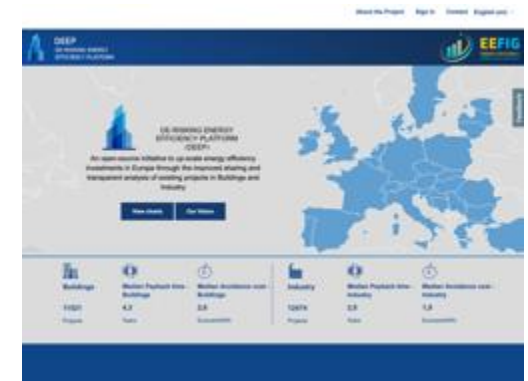 About the Project Sign in Contact English (en)
DEEP
DE-RISKING ENERGY
EFFICIENCY PLATFORM
EEFIG
DE-RISKING ENERGY
EFFICIENCY PLATFORM
(DEEP)
An open-source initiative to up-scale energy efficiency
investments in Europe through the improved sharing and
transparent analysis of existing projects in Buildings and
Industry
View charts Our Vision
Buildings
Median Payback time -
Buildings
Median Avoidance cost -
Buildings
Industry
Median Payback time -
Industry
Median Avoidance cost -
Industry
Projects
Years
Projects
Years